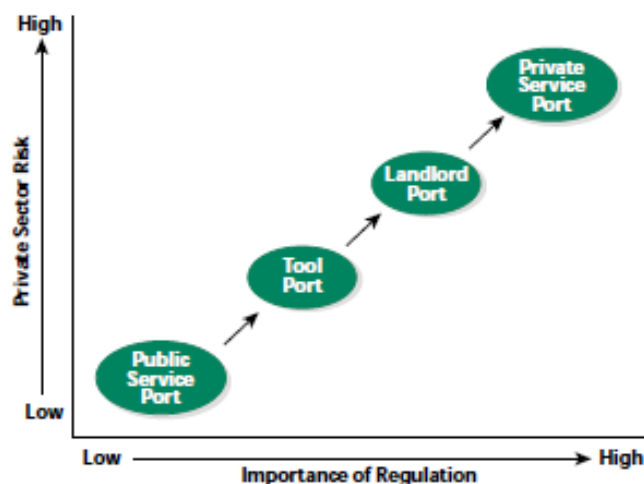 High
Private Sector Risk
Low
Private
Service
Port
Landlord
Port
Tool
Port
Public
Service
Port
Low
High
Importance of Regulation